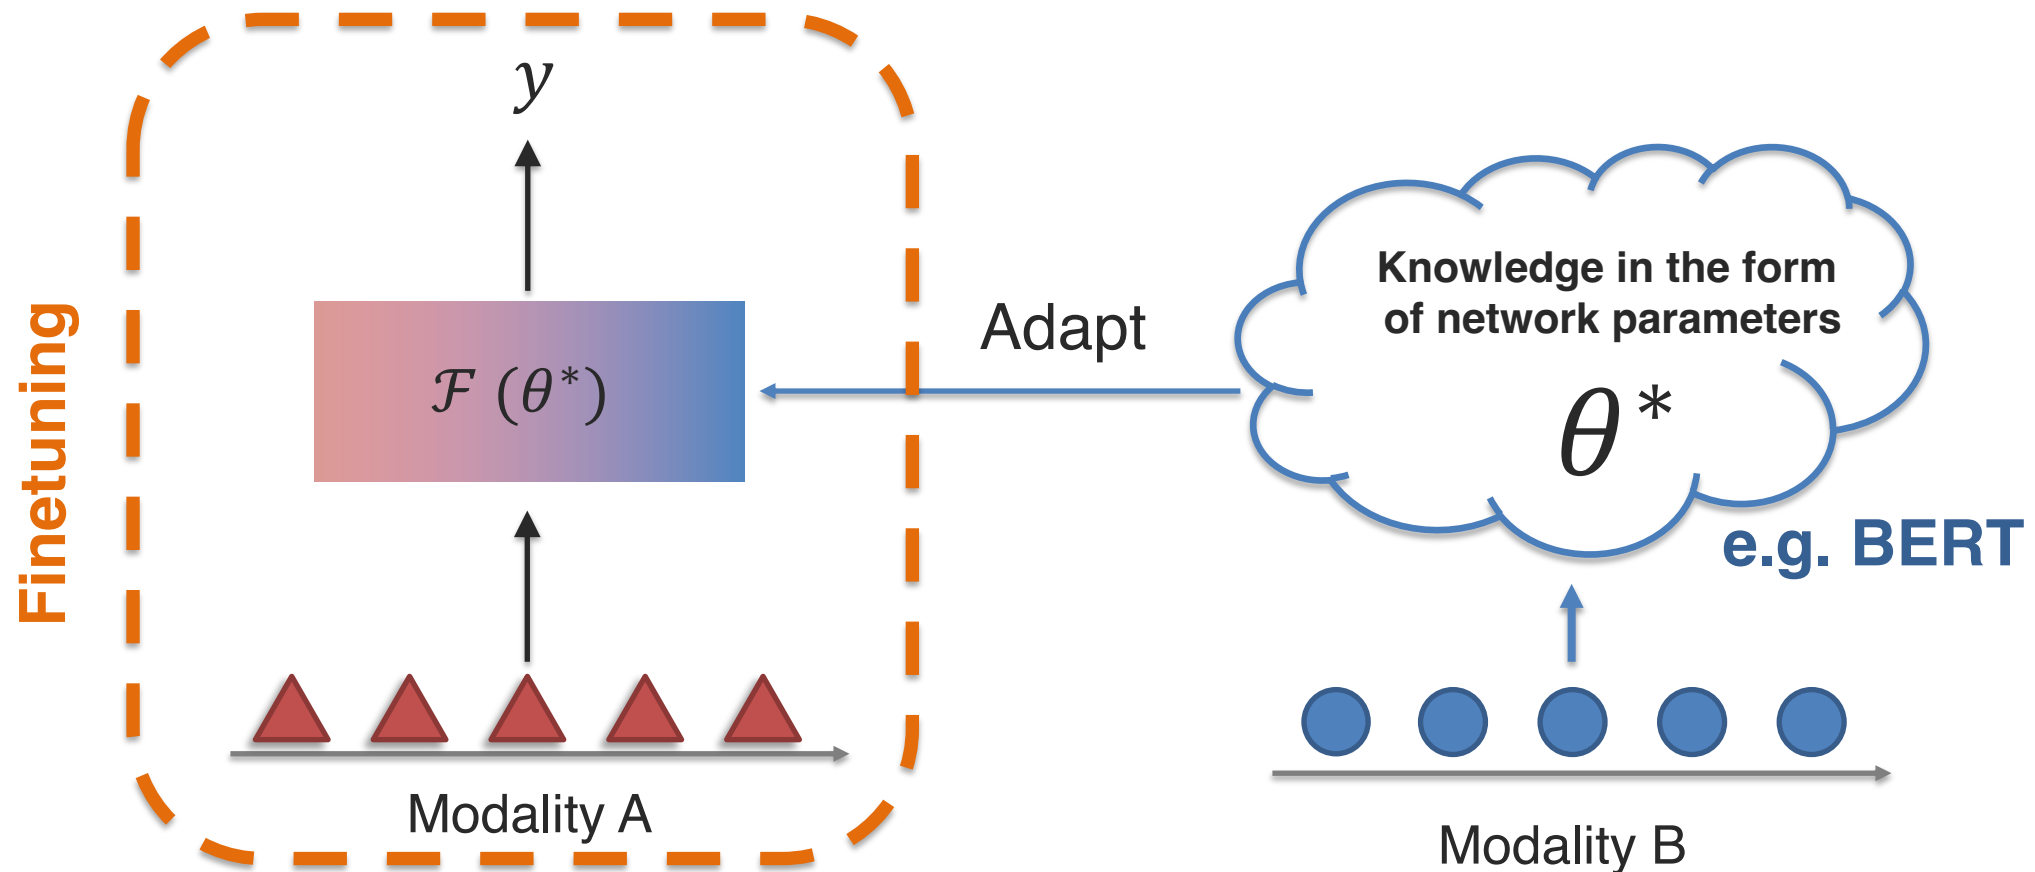 Finetuning
y
ℱ (θ*)
Modality A
Adapt
Knowledge in the form
of network parameters
θ*
e.g. BERT
Modality B